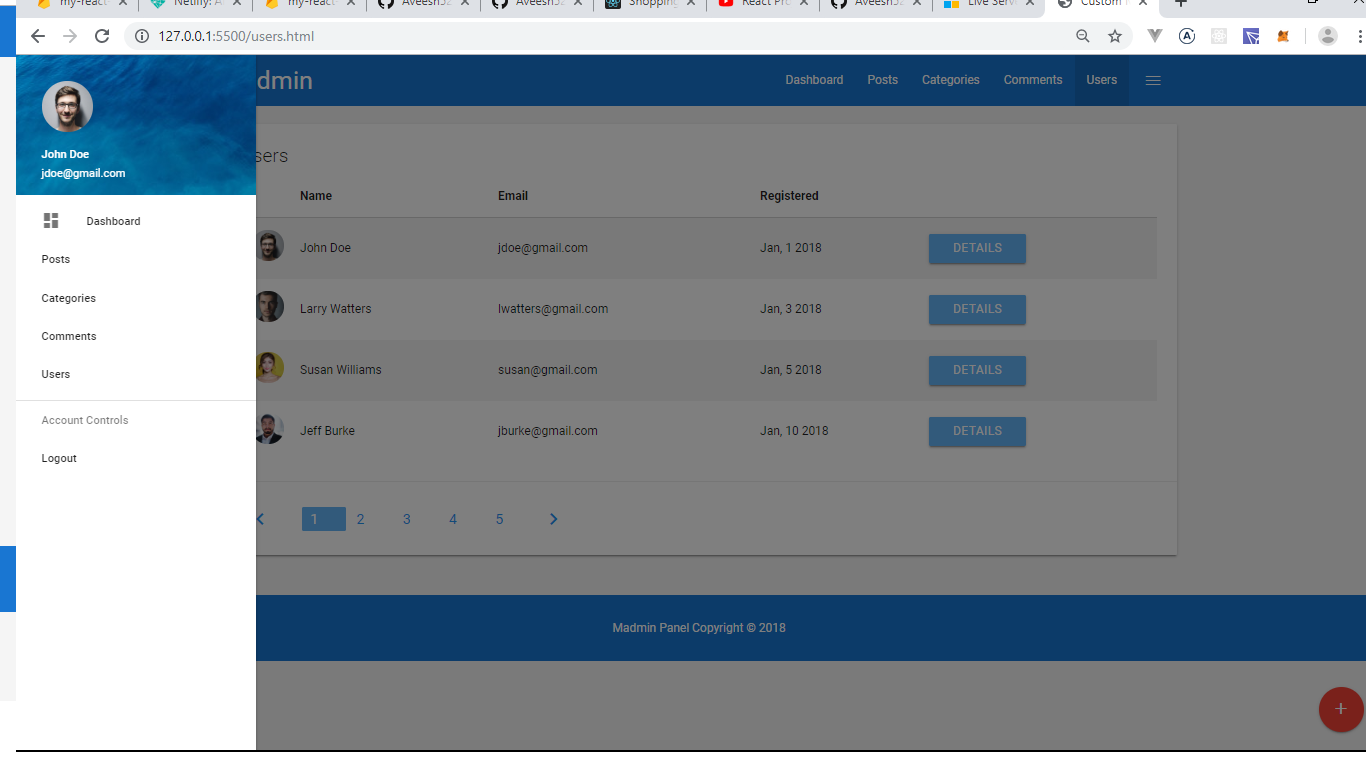 my-react
Netlify: A
my-react
Aveesh52
Aveesh52
Shopping
React Pro
Aveesh52
Live Serv
Custom
127.0.0.1:5500/users.html
dmin
Dashboard Posts Categories Comments Users
John Doe
jdoe@gmail.com
Dashboard
Posts
Categories
Comments
Users
Account Controls
Logout
sers
Name Email Registered
John Doe jdoe@gmail.com Jan, 1 2018 DETAILS
Larry Watters lwatters@gmail.com Jan, 3 2018 DETAILS
Susan Williams susan@gmail.com Jan, 5 2018 DETAILS
Jeff Burke jburke@gmail.com Jan, 10 2018 DETAILS
1 2 3 4 5
Madmin Panel Copyright © 2018
+